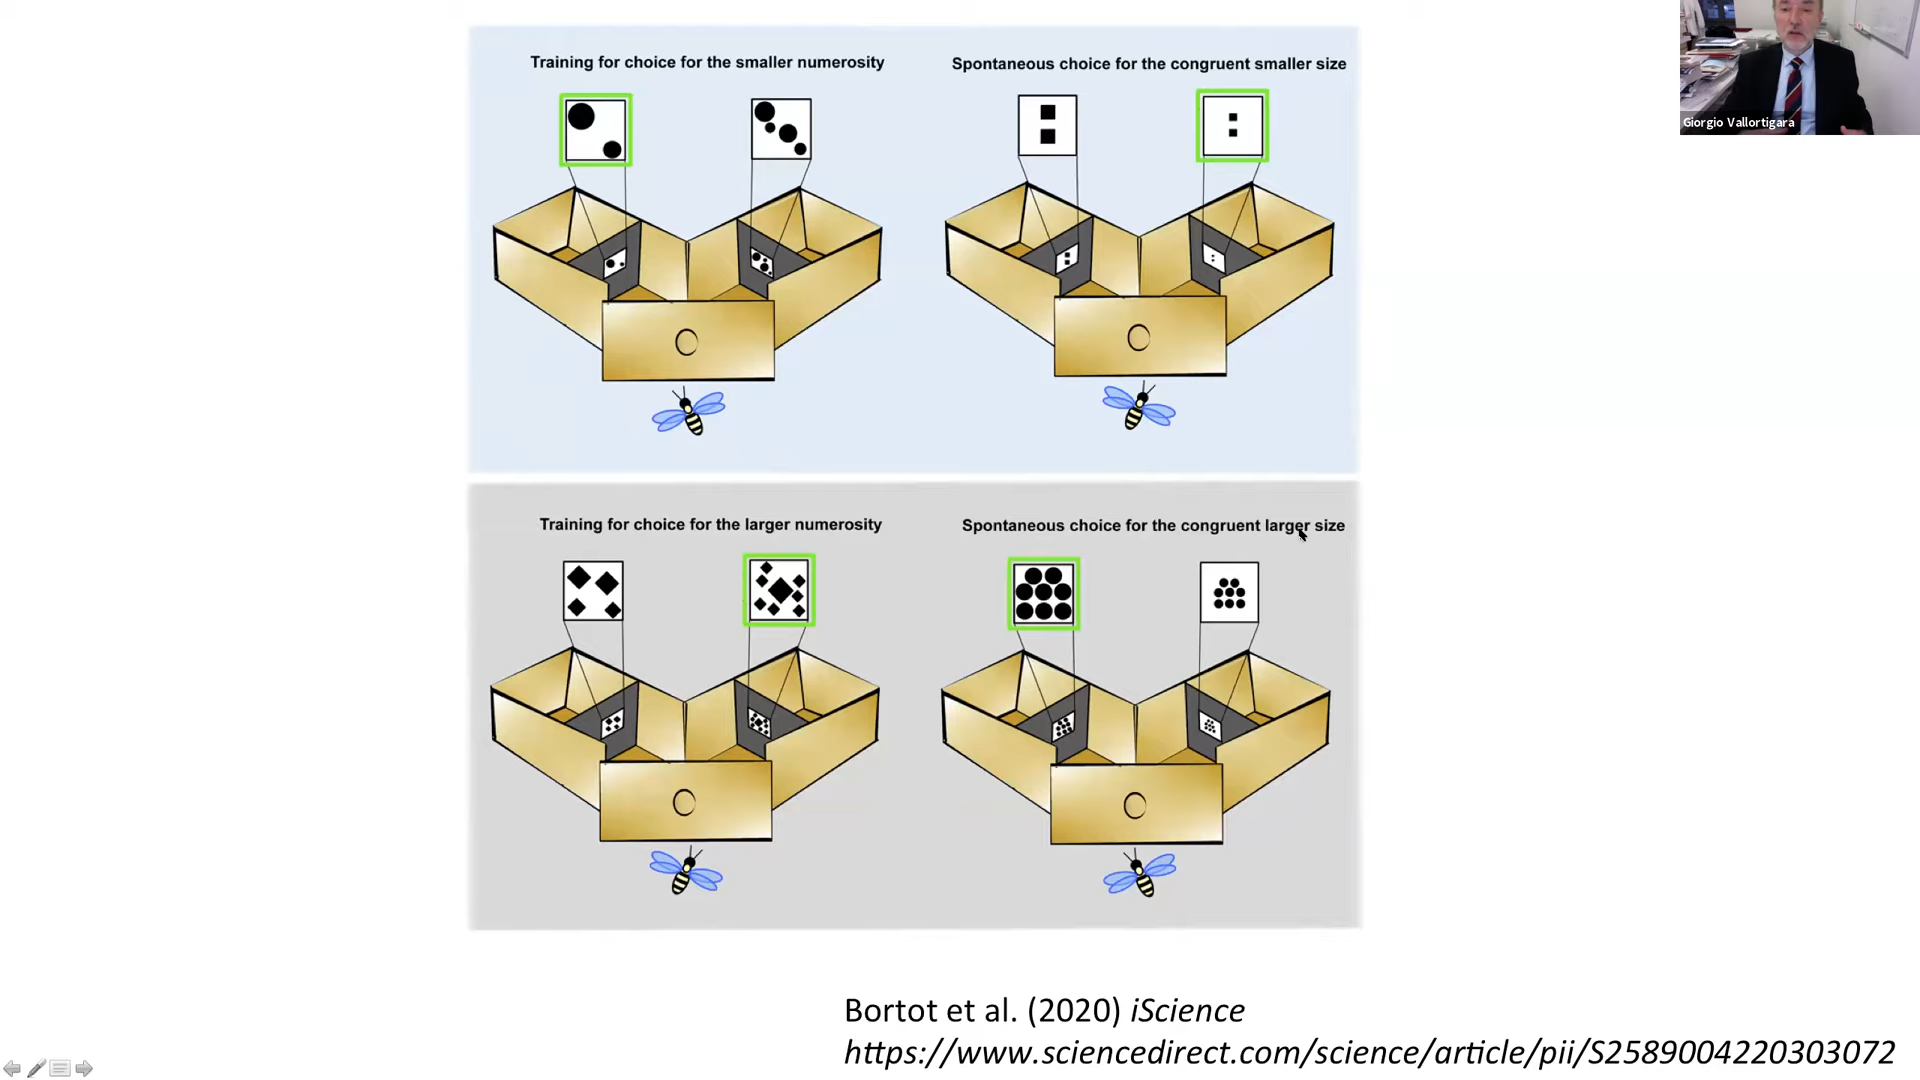 Training for choice for the smaller numerosity
Spontaneous choice for the congruent smaller size
Giorgio Vallortigara
Training for choice for the larger numerosity
Spontaneous choice for the congruent larger size
Bortot et al. (2020) iScience
https://www.sciencedirect.com/science/article/pii/S2589004220303072